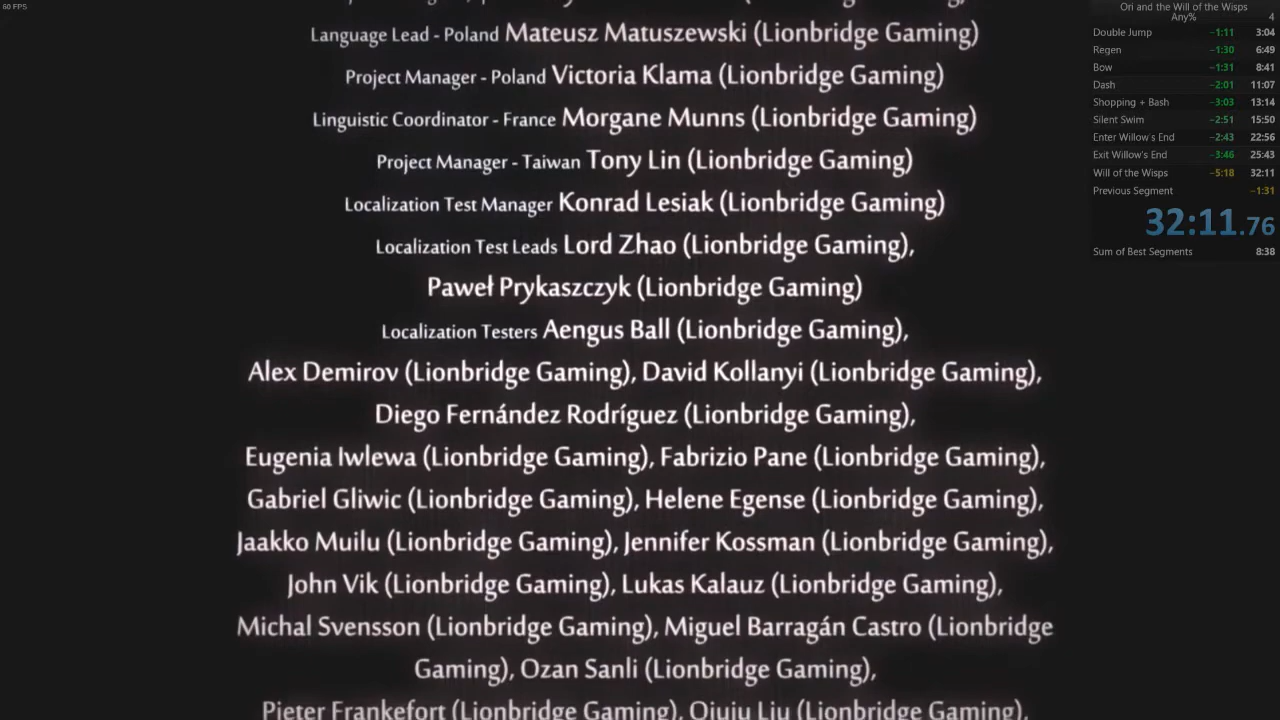 60 FPS
Language Lead - Poland Mateusz Matuszewski (Lionbridge Gaming)
Project Manager - Poland Victoria Klama (Lionbridge Gaming)
Linguistic Coordinator - France Morgane Munns (Lionbridge Gaming)
Project Manager - Taiwan Tony Lin (Lionbridge Gaming)
Localization Test Manager Konrad Lesiak (Lionbridge Gaming)
Localization Test Leads Lord Zhao (Lionbridge Gaming),
Paweł Prykaszczyk (Lionbridge Gaming)
Localization Testers Aengus Ball (Lionbridge Gaming),
Alex Demirov (Lionbridge Gaming), David Kollanyi (Lionbridge Gaming),
Diego Fernández Rodríguez (Lionbridge Gaming),
Eugenia Iwlewa (Lionbridge Gaming), Fabrizio Pane (Lionbridge Gaming),
Gabriel Gliwic (Lionbridge Gaming), Helene Egense (Lionbridge Gaming),
Jaakko Muilu (Lionbridge Gaming), Jennifer Kossman (Lionbridge Gaming),
John Vik (Lionbridge Gaming), Lukas Kalauz (Lionbridge Gaming),
Michal Svensson (Lionbridge Gaming), Miguel Barragán Castro (Lionbridge
Gaming), Ozan Sanli (Lionbridge Gaming),
Pieter Frankefort (Lionbridge Gaming), Qiuju Liu (Lionbridge Gaming),
Ori and the Will of the Wisps
Any% 4
Double Jump −1:11 3:04
Regen −1:30 6:49
Bow −1:31 8:41
Dash −2:01 11:07
Shopping + Bash −3:03 13:14
Silent Swim −2:51 15:50
Enter Willow's End −2:43 22:56
Exit Willow's End −3:46 25:43
Will of the Wisps −5:18 32:11
Previous Segment −1:31
32:11.76
Sum of Best Segments 8:38